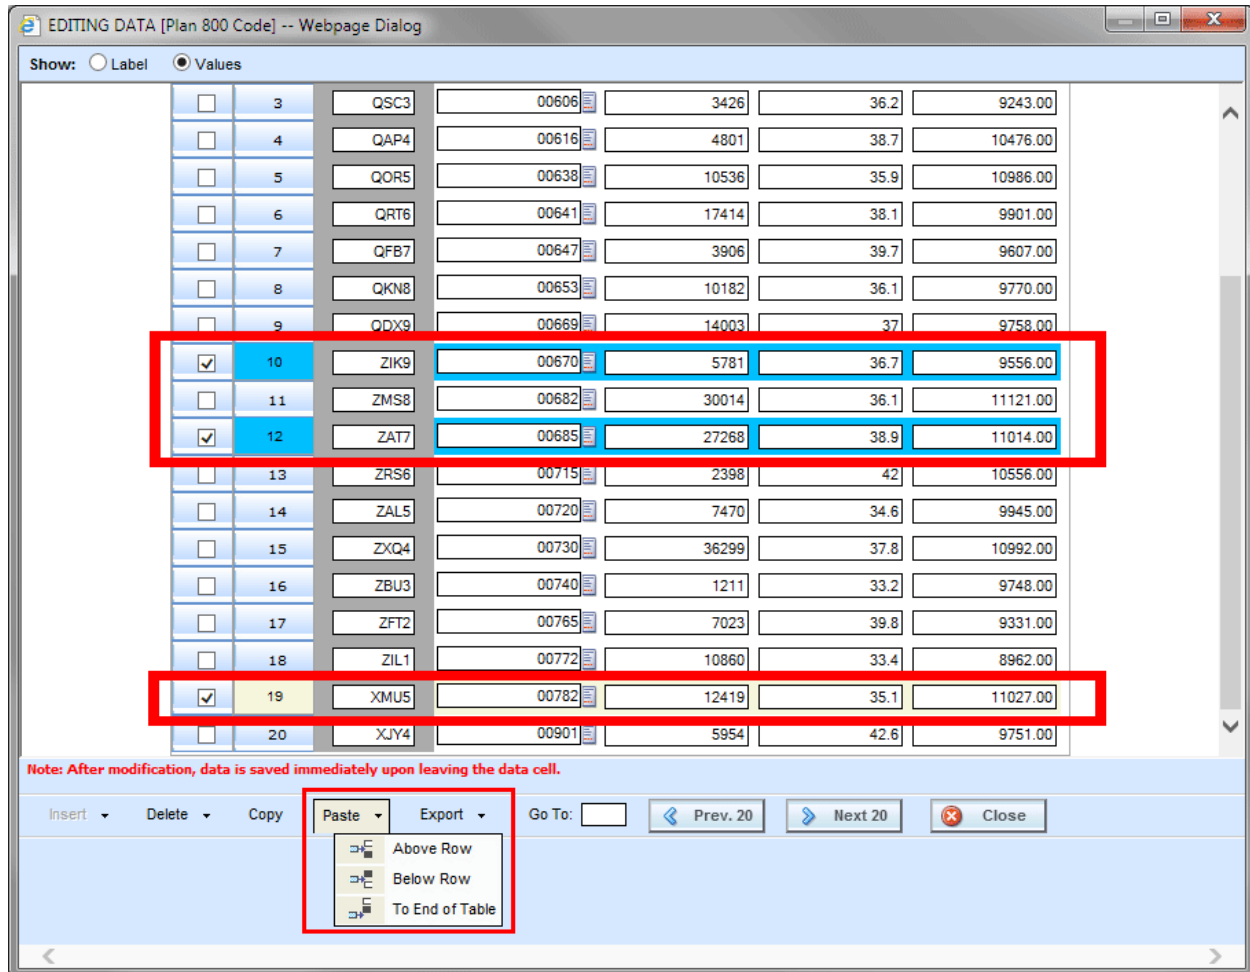 EDITING DATA [Plan 800 Code] -- Webpage Dialog
Show: Label Values
3 QSC3 00606 3426 36.2 9243.00
4 QAP4 00616 4801 38.7 10476.00
5 QOR5 00638 10536 35.9 10986.00
6 QRT6 00641 17414 38.1 9901.00
7 QFB7 00647 3906 39.7 9607.00
8 QKN8 00653 10182 36.1 9770.00
9 QDX9 00669 14003 37 9758.00
10 ZIK9 00670 5781 36.7 9556.00
11 ZMS8 00682 30014 36.1 11121.00
12 ZAT7 00685 27268 38.9 11014.00
13 ZRS6 00715 2398 42 10556.00
14 ZAL5 00720 7470 34.6 9945.00
15 ZXQ4 00730 36299 37.8 10992.00
16 ZBU3 00740 1211 33.2 9748.00
17 ZFT2 00765 7023 39.8 9331.00
18 ZIL1 00772 10860 33.4 8962.00
19 XMU5 00782 12419 35.1 11027.00
20 XJY4 00901 5954 42.6 9751.00
Note: After modification, data is saved immediately upon leaving the data cell.
Insert Delete Copy Paste Export Go To: Prev. 20 Next 20 Close
Above Row
Below Row
To End of Table